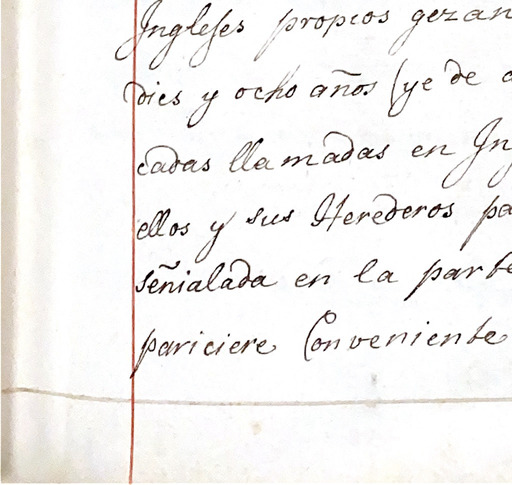 Ingleses propios gozan
dies y ocho años (ye de
cadas llamadas en In
ellos y sus Herederos pa
señialada en la parte
pariciere Conveniente